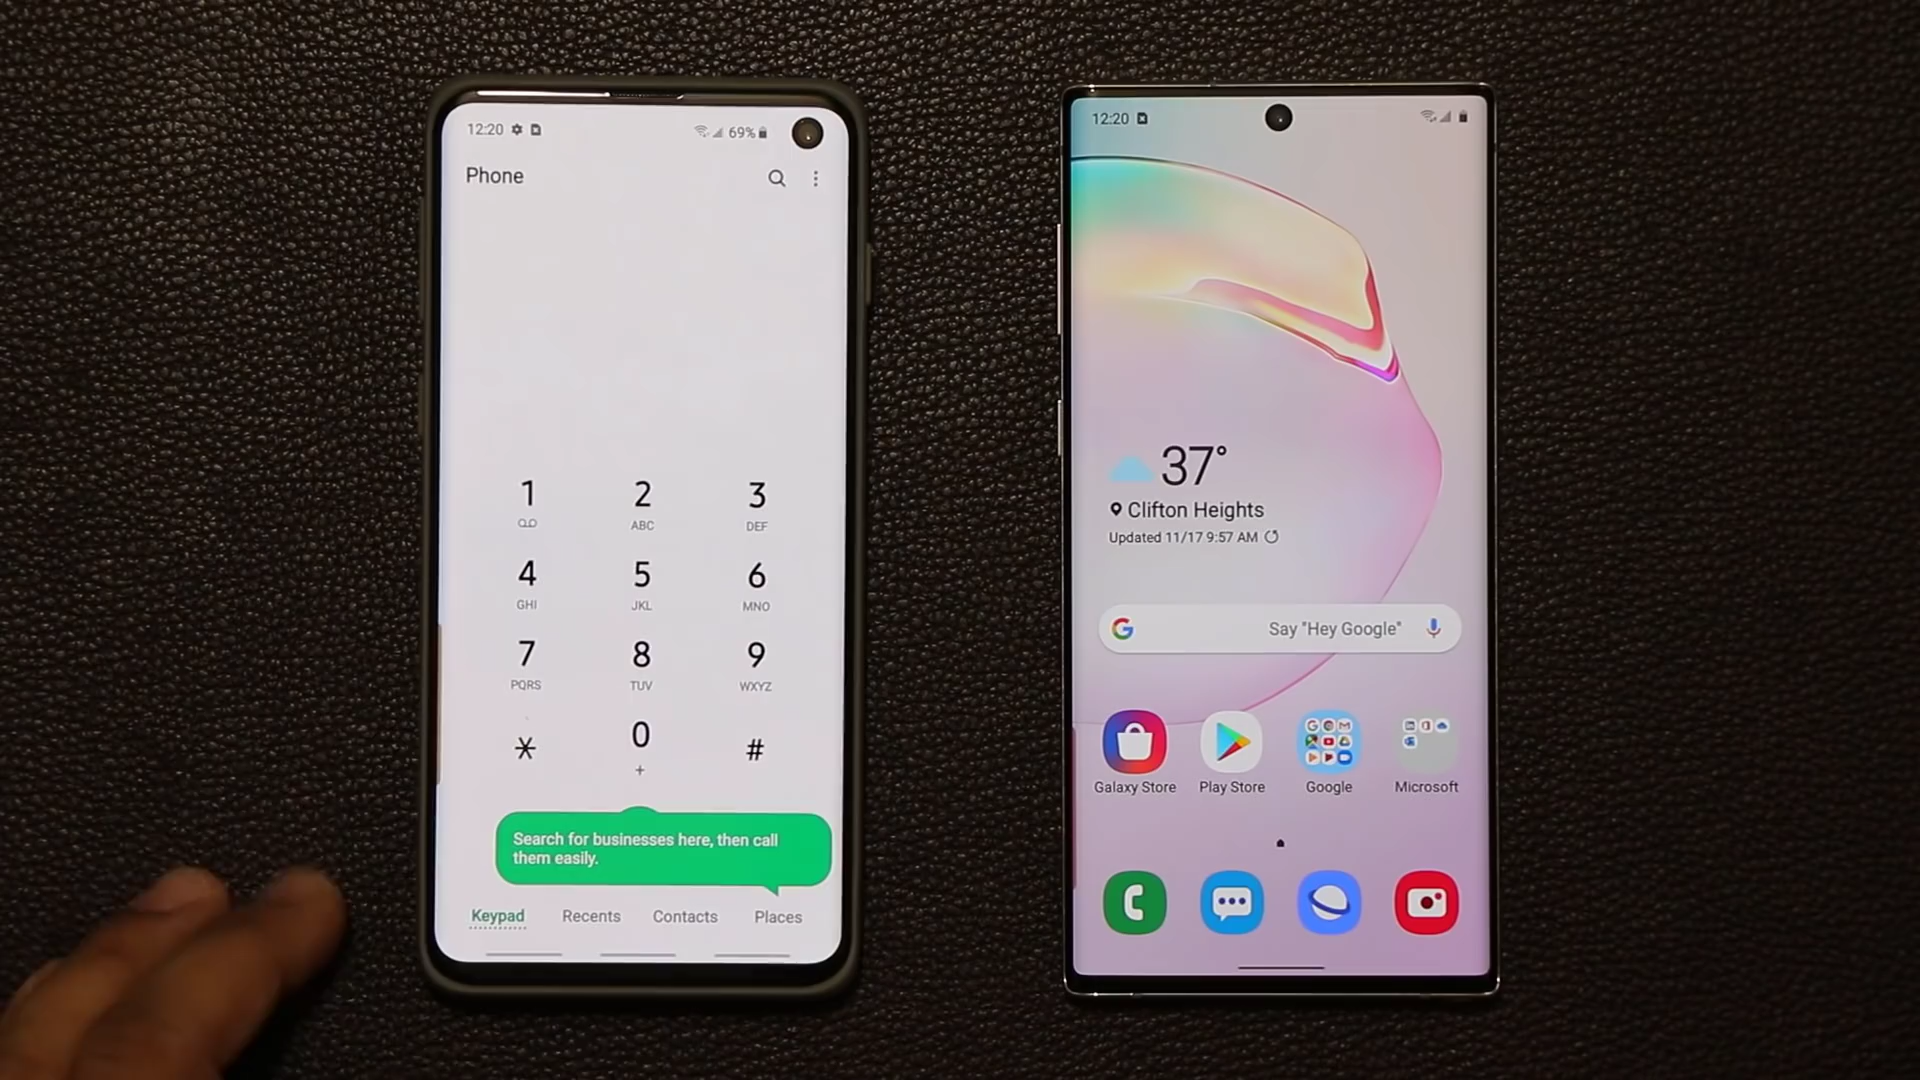 12:20
69%
Phone
1
2
ABC
3
DEF
4
GHI
5
JKL
6
MNO
7
PQRS
8
TUV
9
WXYZ
*
0
+
#
Search for businesses here, then call
them easily.
Keypad Recents Contacts Places
12:20
37°
Clifton Heights
Updated 11/17 9:57 AM
G Say "Hey Google"
Galaxy Store Play Store Google Microsoft